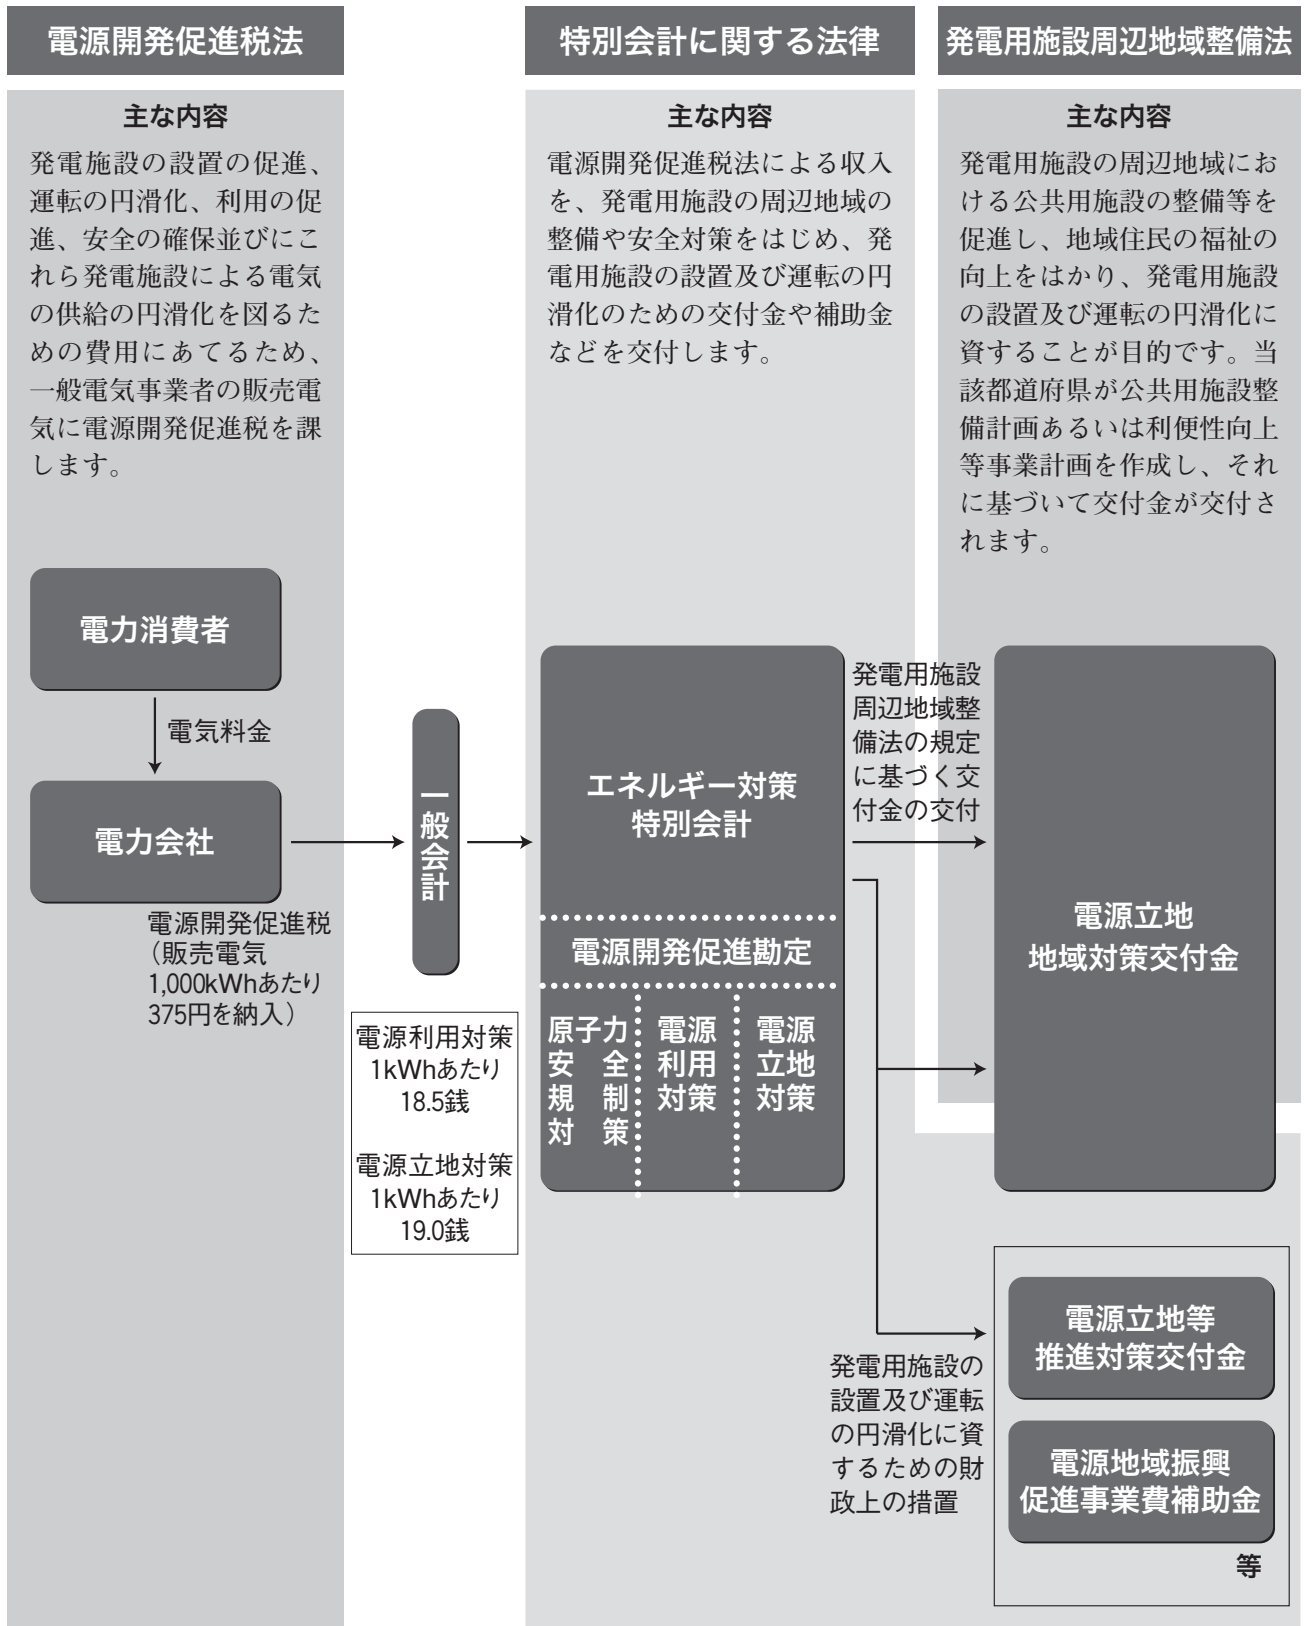 電源開発促進税法
主な内容
発電施設の設置の促進、
運転の円滑化、利用の促
進、安全の確保並びにこ
れら発電施設による電気
の供給の円滑化を図るた
めの費用にあてるため、
一般電気事業者の販売電
気に電源開発促進税を課
します。
電力消費者
電気料金
電力会社
電源開発促進税
（販売電気
1,000kWhあたり
375円を納入）
一般会計
電源利用対策
1kWhあたり
18.5銭
電源立地対策
1kWhあたり
19.0銭
特別会計に関する法律
主な内容
電源開発促進税法による収入
を、発電用施設の周辺地域の
整備や安全対策をはじめ、発
電用施設の設置及び運転の円
滑化のための交付金や補助金
などを交付します。
エネルギー対策
特別会計
電源開発促進勘定
原子力
安全
規制
対策
電源
利用
対策
電源
立地
対策
発電用施設
周辺地域整
備法の規定
に基づく交
付金の交付
発電用施設の
設置及び運転
の円滑化に資
するための財
政上の措置
発電用施設周辺地域整備法
主な内容
発電用施設の周辺地域にお
ける公共用施設の整備等を
促進し、地域住民の福祉の
向上をはかり、発電用施設
の設置及び運転の円滑化に
資することが目的です。当
該都道府県が公共用施設整
備計画あるいは利便性向上
等事業計画を作成し、それ
に基づいて交付金が交付さ
れます。
電源立地
地域対策交付金
電源立地等
推進対策交付金
電源地域振興
促進事業費補助金
等